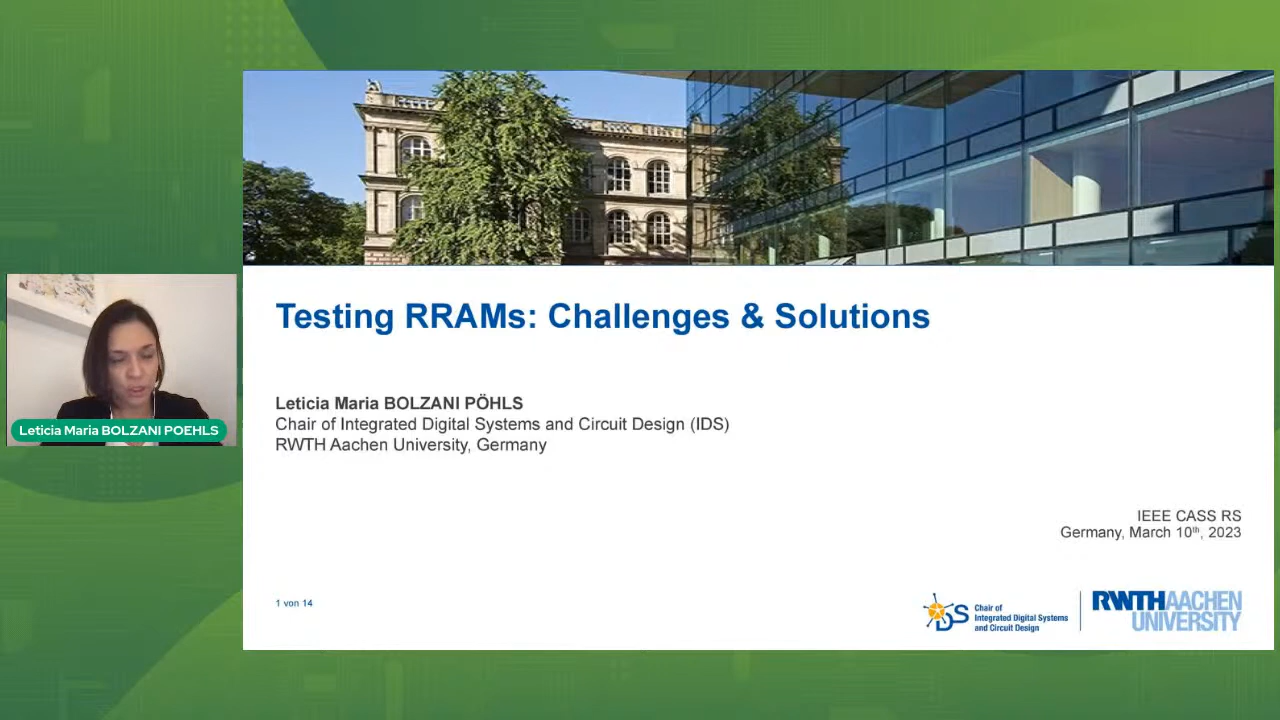 Testing RRAMs: Challenges & Solutions
Leticia Maria BOLZANI PÖHLS
Chair of Integrated Digital Systems and Circuit Design (IDS)
RWTH Aachen University, Germany
Leticia Maria BOLZANI POEHLS
IEEE CASS RS
Germany, March 10th, 2023
1 von 14
IDS
Chair of
Integrated Digital Systems
and Circuit Design
RWTH AACHEN
UNIVERSITY